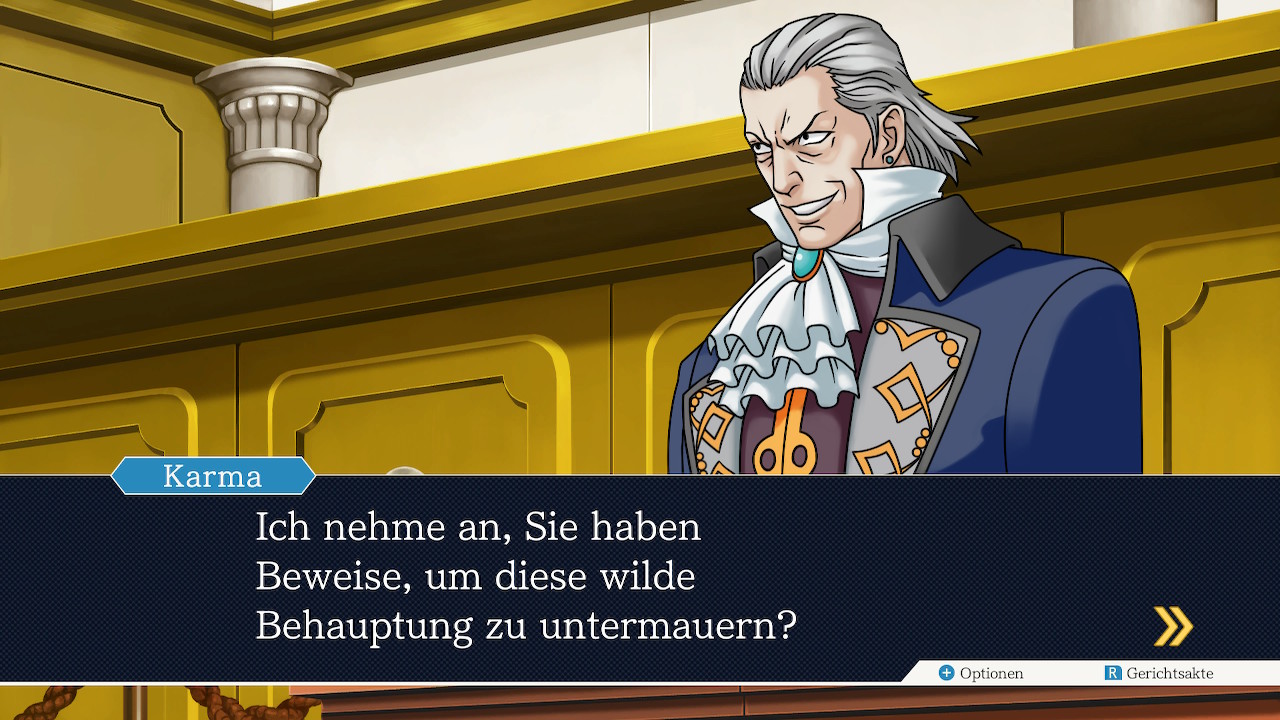 Karma
Ich nehme an, Sie haben
Beweise, um diese wilde
Behauptung zu untermauern?
+ Optionen
R Gerichtsakte